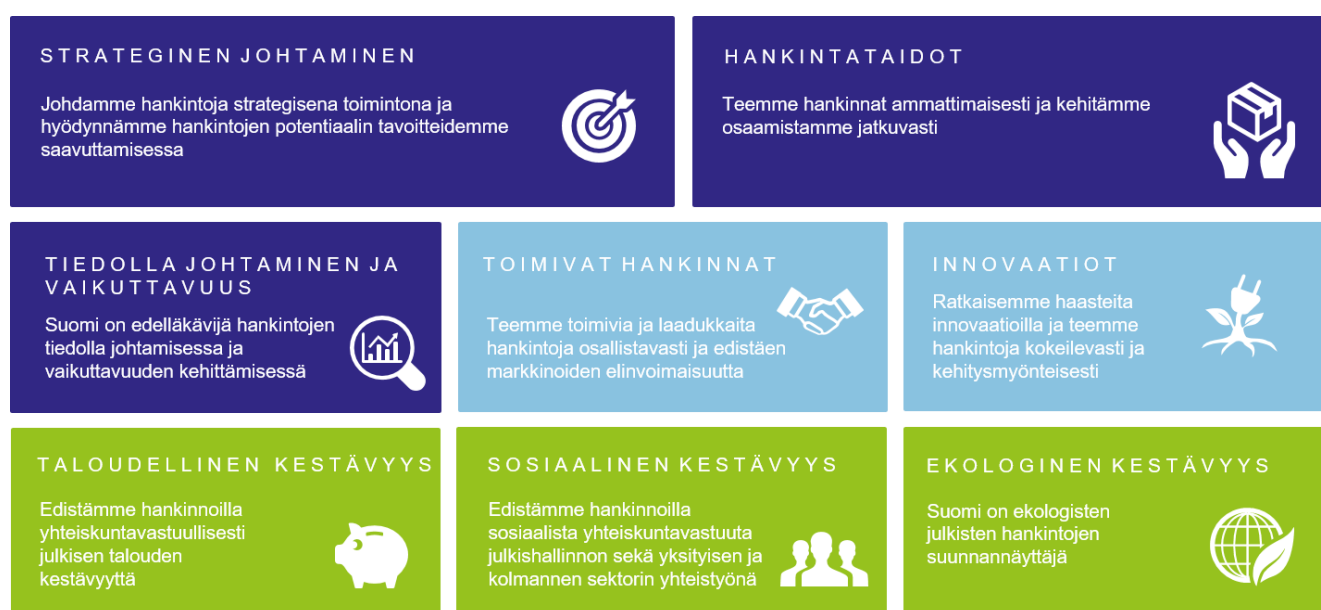 STRATEGINEN JOHTAMINEN
Johdamme hankintoja strategisena toimintona ja
hyödynnämme hankintojen potentiaalin tavoitteidemme
saavuttamisessa
HANKINTATAIDOT
Teemme hankinnat ammattimaisesti ja kehitämme
osaamistamme jatkuvasti
TIEDOLLA JOHTAMINEN JA
VAIKUTTAVUUS
Suomi on edelläkävijä hankintojen
tiedolla johtamisessa ja
vaikuttavuuden kehittämisessä
TOIMIVAT HANKINNAT
Teemme toimivia ja laadukkaita
hankintoja osallistavasti ja edistäen
markkinoiden elinvoimaisuutta
INNOVAATIOT
Ratkaisemme haasteita
innovaatioilla ja teemme
hankintoja kokeilevasti ja
kehitysmyönteisesti
TALOUDELLINEN KESTÄVYYS
Edistämme hankinnoilla
yhteiskuntavastuullisesti
julkisen talouden
kestävyyttä
SOSIAALINEN KESTÄVYYS
Edistämme hankinnoilla
sosiaalista yhteiskuntavastuuta
julkishallinnon sekä yksityisen ja
kolmannen sektorin yhteistyönä
EKOLOGINEN KESTÄVYYS
Suomi on ekologisten
julkisten hankintojen
suunnannäyttäjä